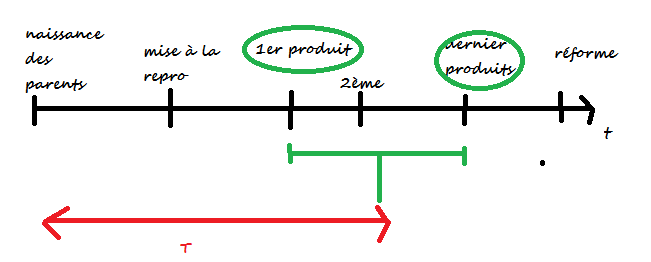 naissance
des
parents
mise à la
repro
1er produit
2ème
dernier
produits
réforme
t
T